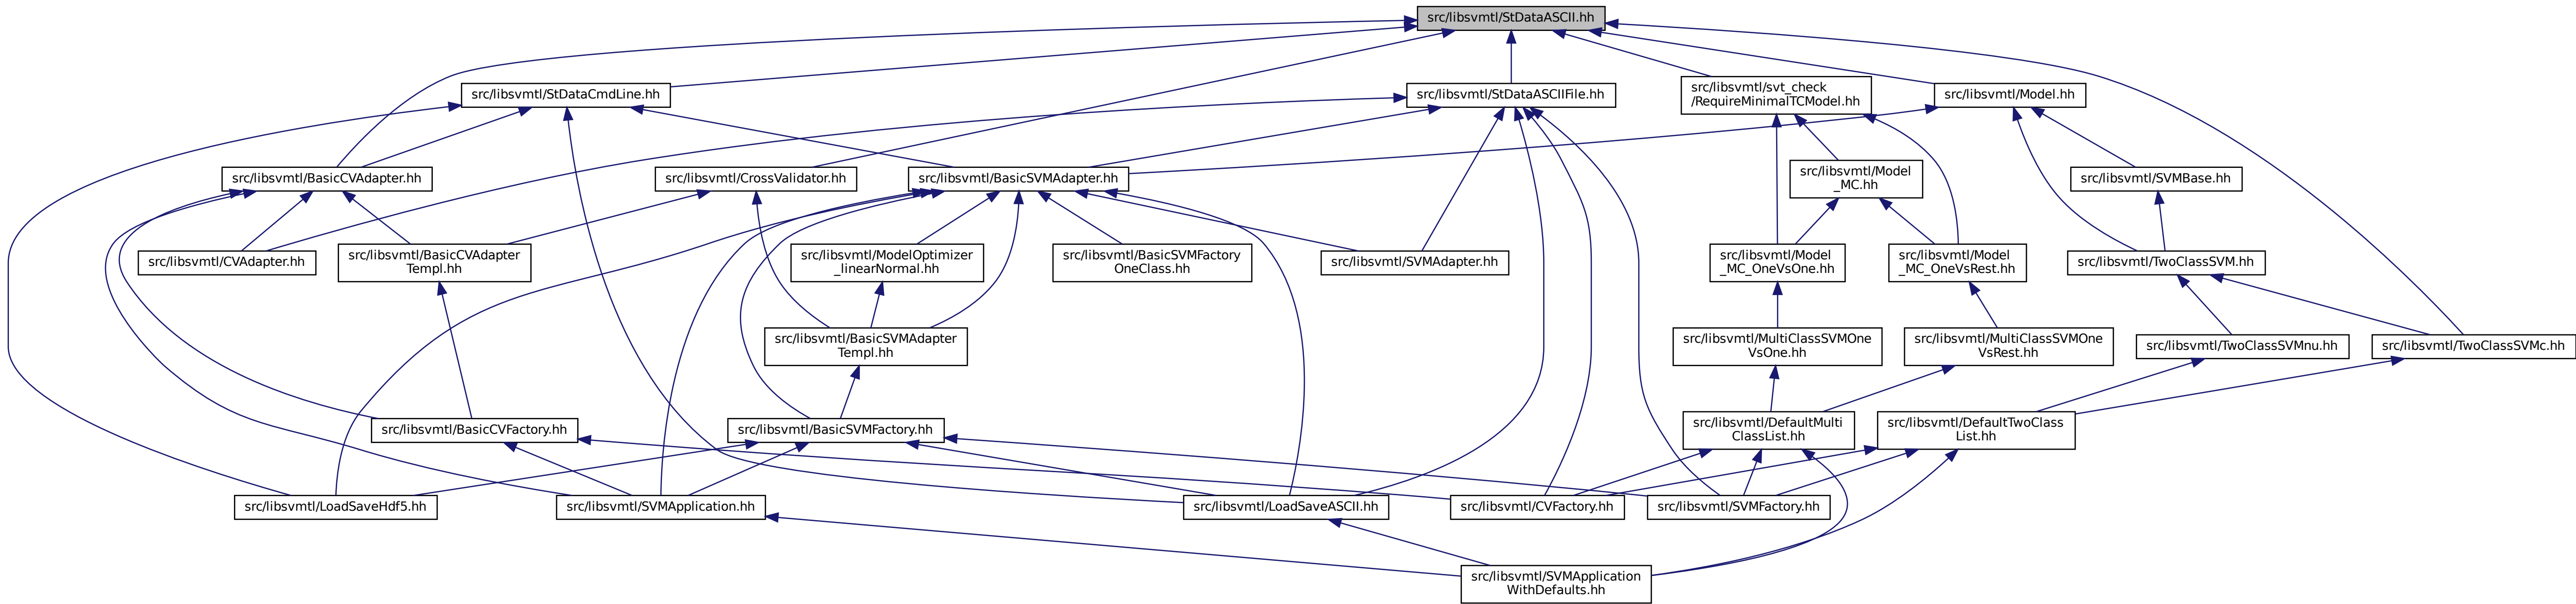 src/libsvmtl/StDataASCII.hh
src/libsvmtl/StDataCmdLine.hh
src/libsvmtl/StDataASCIIFile.hh
src/libsvmtl/svt_check
/RequireMinimalTCModel.hh
src/libsvmtl/Model.hh
src/libsvmtl/BasicCVAdapter.hh
src/libsvmtl/CrossValidator.hh
src/libsvmtl/BasicSVMAdapter.hh
src/libsvmtl/Model
_MC.hh
src/libsvmtl/SVMBase.hh
src/libsvmtl/CVAdapter.hh
src/libsvmtl/BasicCVAdapter
Templ.hh
src/libsvmtl/ModelOptimizer
_linearNormal.hh
src/libsvmtl/BasicSVMFactory
OneClass.hh
src/libsvmtl/SVMAdapter.hh
src/libsvmtl/Model
_MC_OneVsOne.hh
src/libsvmtl/Model
_MC_OneVsRest.hh
src/libsvmtl/TwoClassSVM.hh
src/libsvmtl/BasicSVMAdapter
Templ.hh
src/libsvmtl/MultiClassSVMOne
VsOne.hh
src/libsvmtl/MultiClassSVMOne
VsRest.hh
src/libsvmtl/TwoClassSVMnu.hh
src/libsvmtl/TwoClassSVMc.hh
src/libsvmtl/BasicCVFactory.hh
src/libsvmtl/BasicSVMFactory.hh
src/libsvmtl/DefaultMulti
ClassList.hh
src/libsvmtl/DefaultTwoClass
List.hh
src/libsvmtl/LoadSaveHdf5.hh
src/libsvmtl/SVMApplication.hh
src/libsvmtl/LoadSaveASCII.hh
src/libsvmtl/CVFactory.hh
src/libsvmtl/SVMFactory.hh
src/libsvmtl/SVMApplication
WithDefaults.hh